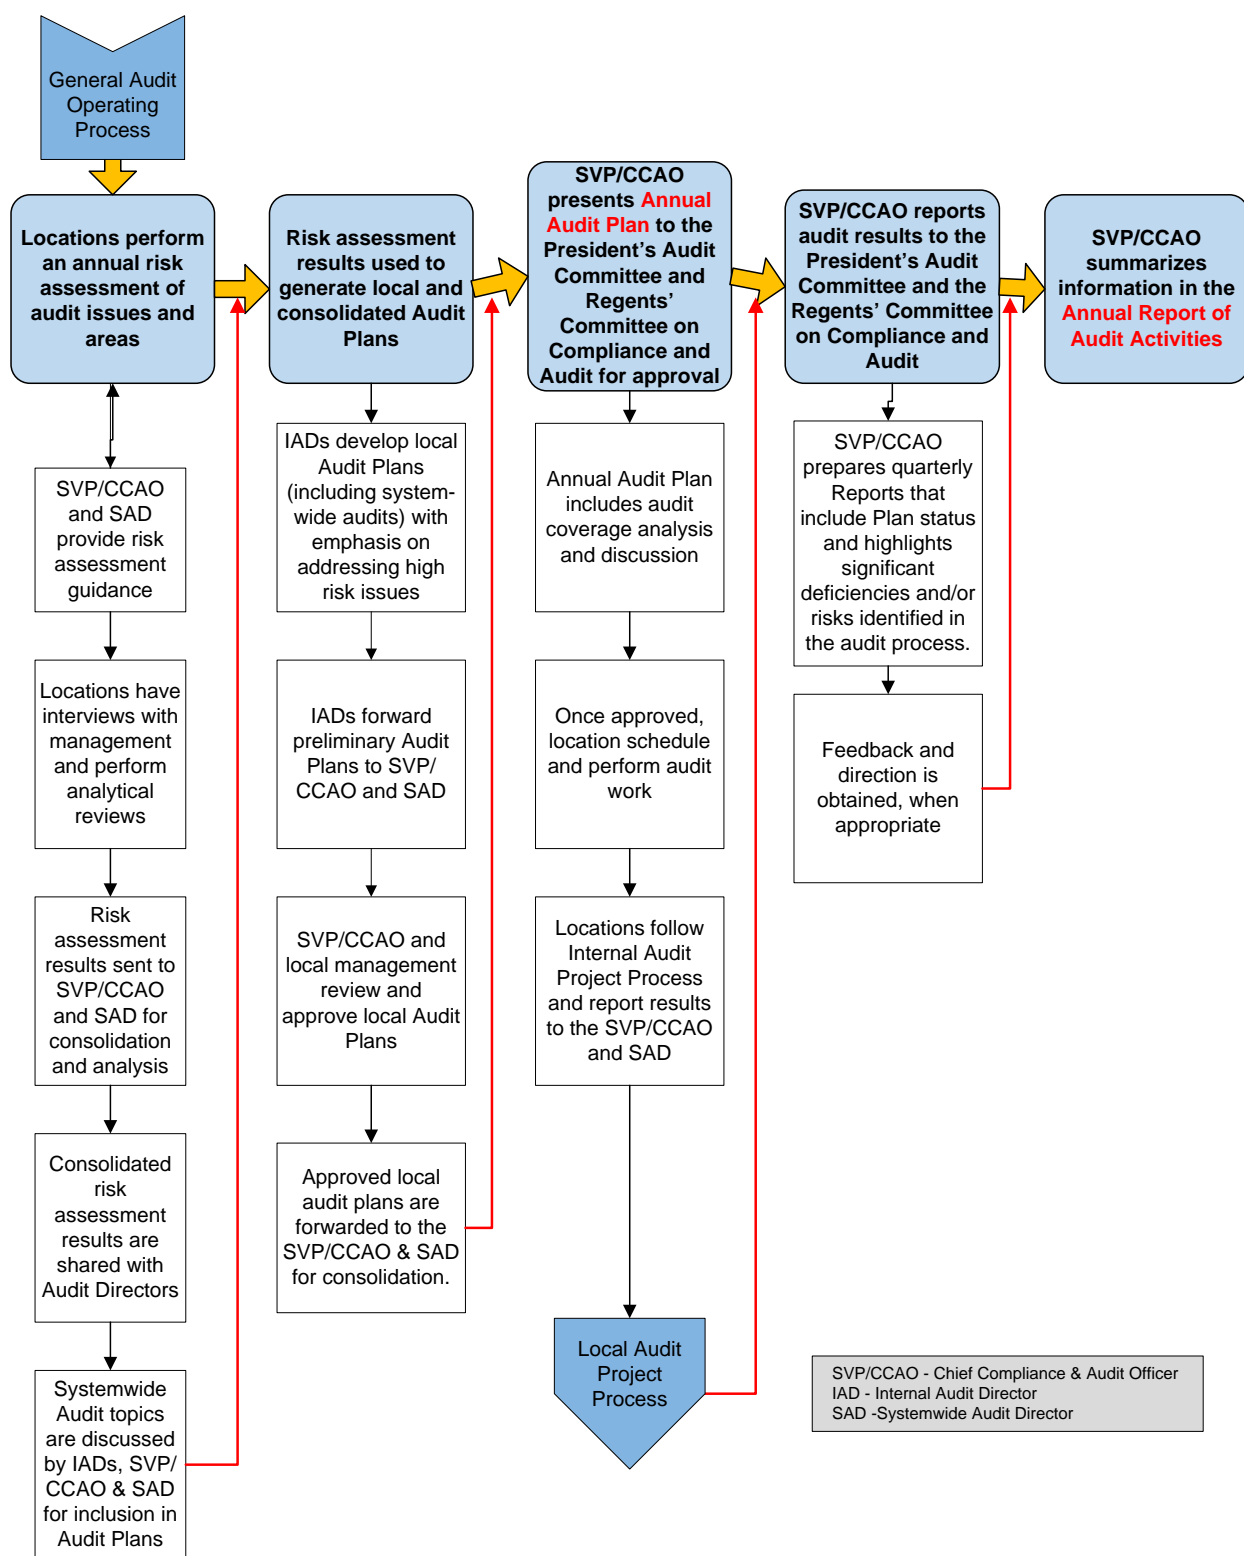 General Audit
Operating
Process
Locations perform
an annual risk
assessment of
audit issues and
areas
SVP/CCAO
and SAD
provide risk
assessment
guidance
Locations have
interviews with
management
and perform
analytical
reviews
Risk
assessment
results sent to
SVP/CCAO
and SAD for
consolidation
and analysis
Consolidated
risk
assessment
results are
shared with
Audit Directors
Systemwide
Audit topics
are discussed
by IADs, SVP/
CCAO & SAD
for inclusion in
Audit Plans
Risk assessment
results used to
generate local and
consolidated Audit
Plans
IADs develop local
Audit Plans
(including system-
wide audits) with
emphasis on
addressing high
risk issues
IADs forward
preliminary Audit
Plans to SVP/
CCAO and SAD
SVP/CCAO and
local management
review and
approve local Audit
Plans
Approved local
audit plans are
forwarded to the
SVP/CCAO & SAD
for consolidation.
SVP/CCAO
presents Annual
Audit Plan to the
President’s Audit
Committee and
Regents’
Committee on
Compliance and
Audit for approval
Annual Audit Plan
includes audit
coverage analysis
and discussion
Once approved,
location schedule
and perform audit
work
Locations follow
Internal Audit
Project Process
and report results
to the SVP/CCAO
and SAD
Local Audit
Project
Process
SVP/CCAO reports
audit results to the
President’s Audit
Committee and the
Regents’ Committee
on Compliance and
Audit
SVP/CCAO
prepares quarterly
Reports that
include Plan status
and highlights
significant
deficiencies and/or
risks identified in
the audit process.
Feedback and
direction is
obtained, when
appropriate
SVP/CCAO
summarizes
information in the
Annual Report of
Audit Activities
SVP/CCAO - Chief Compliance & Audit Officer
IAD - Internal Audit Director
SAD -Systemwide Audit Director